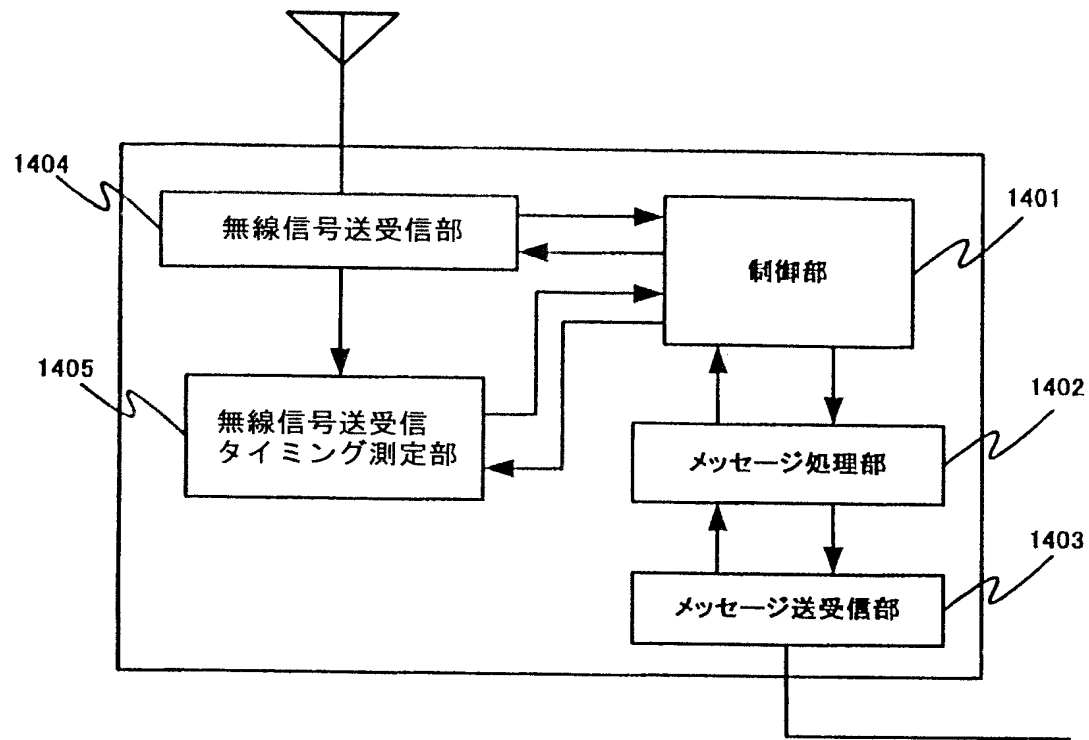 1404
無線信号送受信部
1401
制御部
1405
無線信号送受信
タイミング測定部
1402
メッセージ処理部
1403
メッセージ送受信部